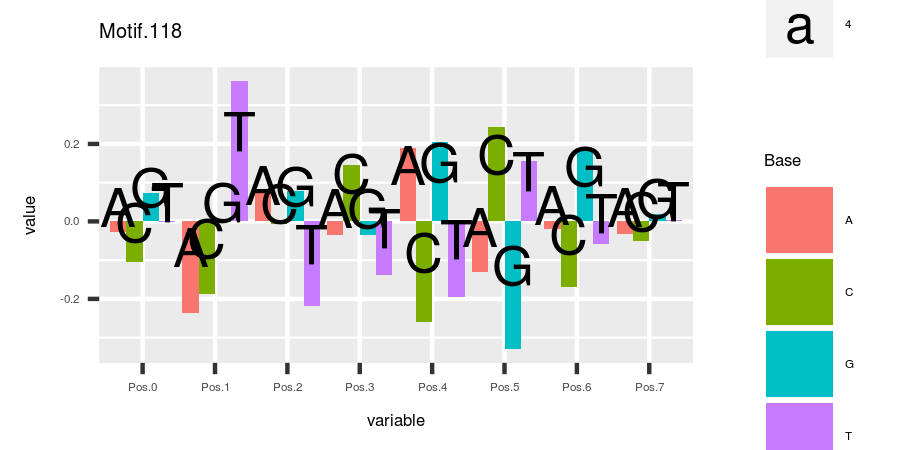 Motif.118
a 4
Base
A
C
G
T
value
0.2
0.0
-0.2
A C G T A C G T A C G T A C G T A C G T A C G T A C G T A C G T
Pos.0 Pos.1 Pos.2 Pos.3 Pos.4 Pos.5 Pos.6 Pos.7
variable